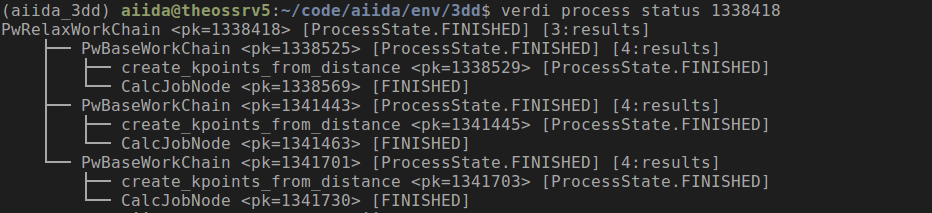 (aiida_3dd) aiida@theossrv5:~/code/aiida/env/3dd$ verdi process status 1338418
PwRelaxWorkChain <pk=1338418> [ProcessState.FINISHED] [3:results]
PwBaseWorkChain <pk=1338525> [ProcessState.FINISHED] [4:results]
create_kpoints_from_distance <pk=1338529> [ProcessState.FINISHED]
CalcJobNode <pk=1338569> [FINISHED]
PwBaseWorkChain <pk=1341443> [ProcessState.FINISHED] [4:results]
create_kpoints_from_distance <pk=1341445> [ProcessState.FINISHED]
CalcJobNode <pk=1341463> [FINISHED]
PwBaseWorkChain <pk=1341701> [ProcessState.FINISHED] [4:results]
create_kpoints_from_distance <pk=1341703> [ProcessState.FINISHED]
CalcJobNode <pk=1341730> [FINISHED]